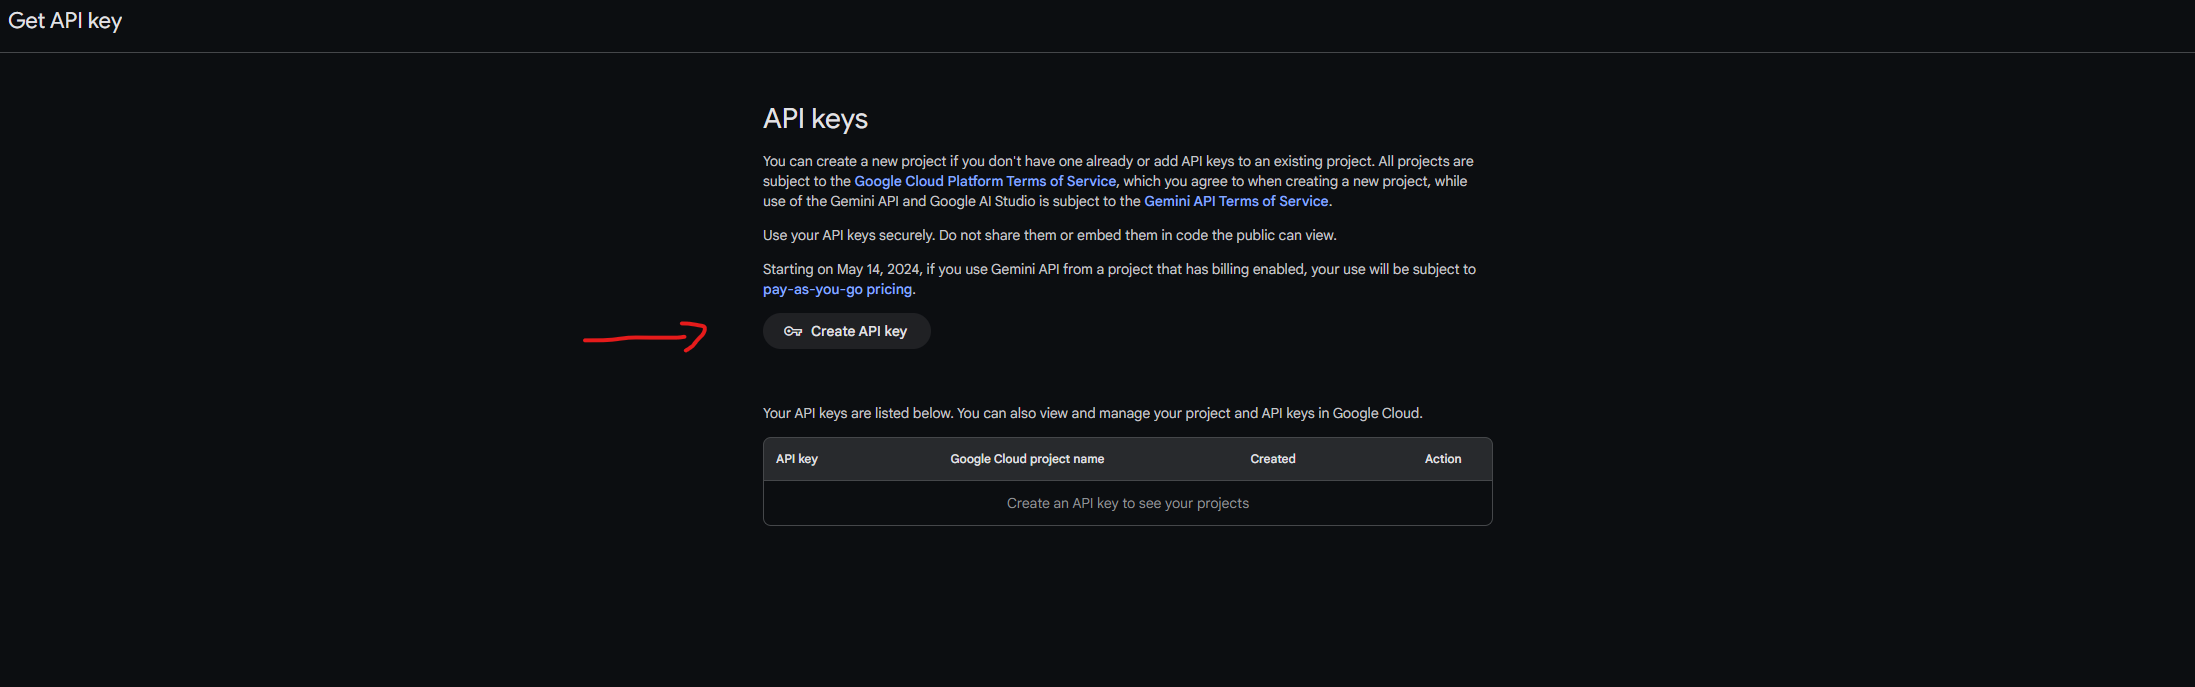 Get API key
API keys
You can create a new project if you don't have one already or add API keys to an existing project. All projects are
subject to the Google Cloud Platform Terms of Service, which you agree to when creating a new project, while
use of the Gemini API and Google AI Studio is subject to the Gemini API Terms of Service.
Use your API keys securely. Do not share them or embed them in code the public can view.
Starting on May 14, 2024, if you use Gemini API from a project that has billing enabled, your use will be subject to
pay-as-you-go pricing.
Create API key
Your API keys are listed below. You can also view and manage your project and API keys in Google Cloud.
API key Google Cloud project name Created Action
Create an API key to see your projects